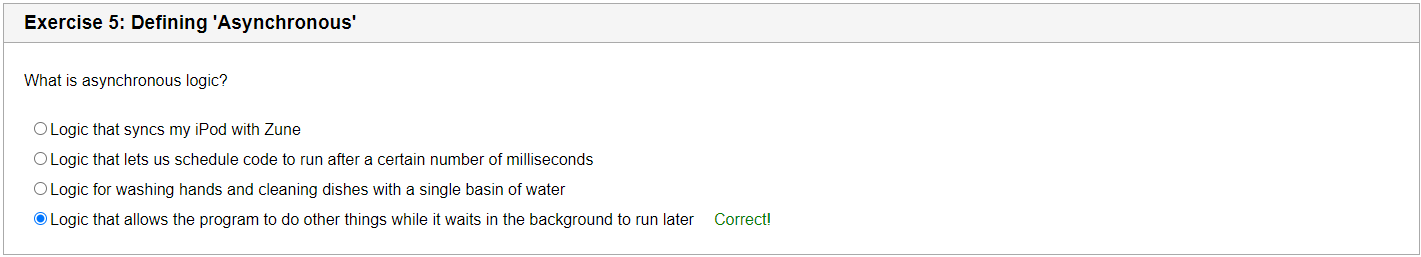 Exercise 5: Defining 'Asynchronous'
What is asynchronous logic?
Logic that syncs my iPod with Zune
Logic that lets us schedule code to run after a certain number of milliseconds
Logic for washing hands and cleaning dishes with a single basin of water
Logic that allows the program to do other things while it waits in the background to run later Correct!